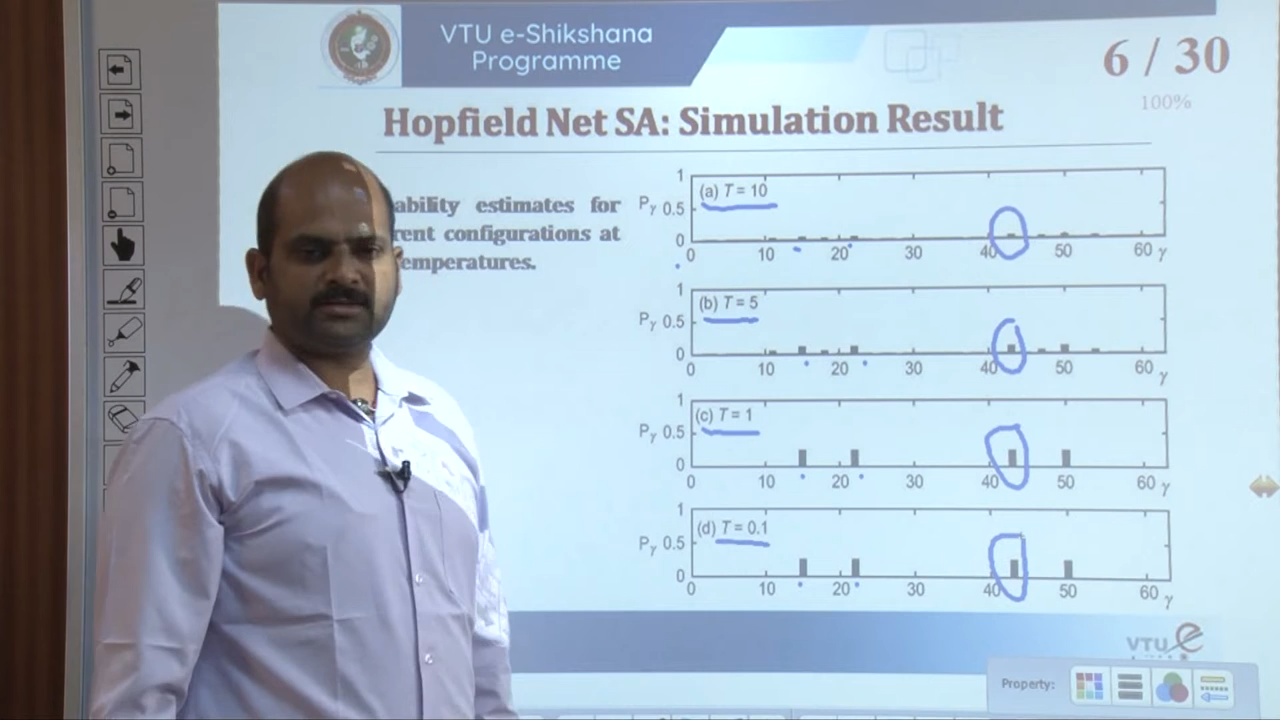 VTU e-Shikshana
Programme
6 / 30
100%
Hopfield Net SA: Simulation Result
ability estimates for
rent configurations at
emperatures.
(a) T = 10
1
Pγ 0.5
0
0 10 20 30 40 50 60 γ
(b) T = 5
1
Pγ 0.5
0
0 10 20 30 40 50 60 γ
(c) T = 1
1
Pγ 0.5
0
0 10 20 30 40 50 60 γ
(d) T = 0.1
1
Pγ 0.5
0
0 10 20 30 40 50 60 γ
VTU e
Property: